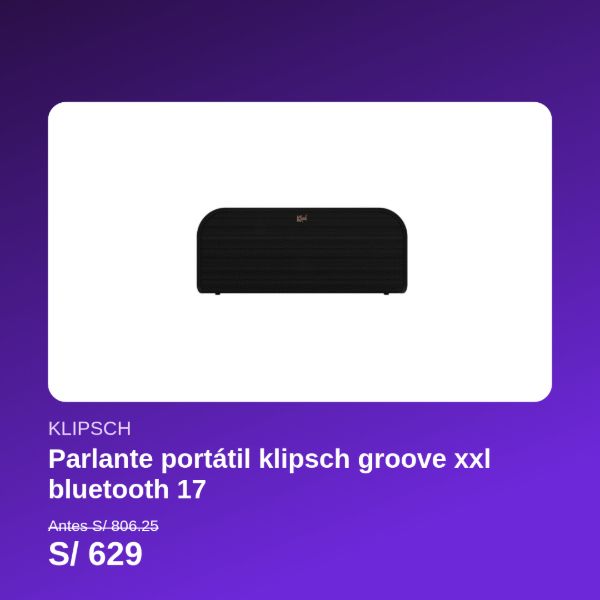 KLIPSCH
Parlante portátil klipsch groove xxl
bluetooth 17
Antes S/ 806.25
S/ 629